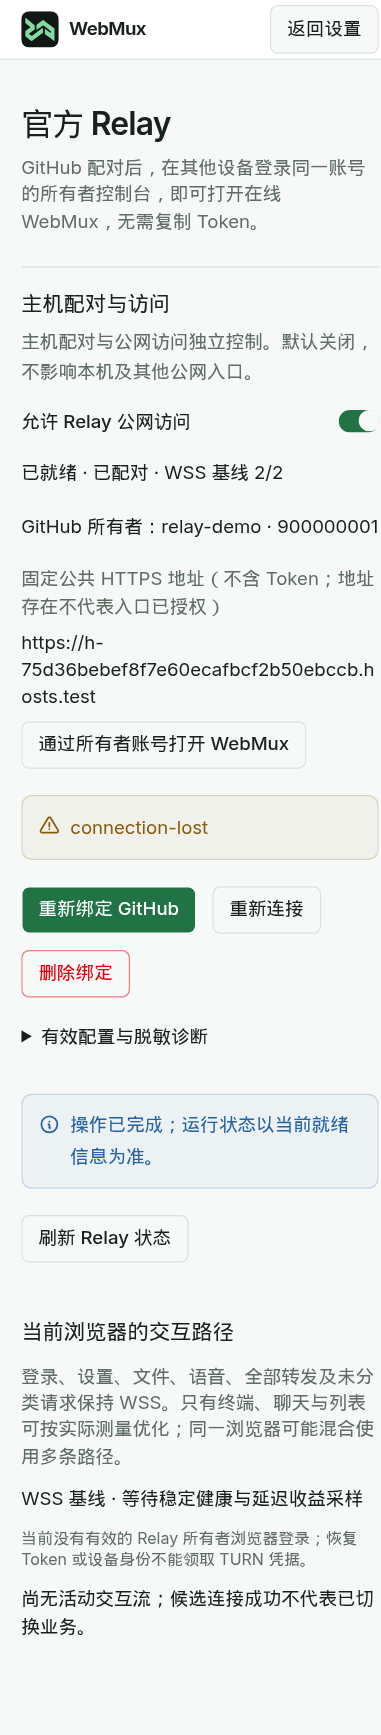 WebMux
返回设置
官方 Relay
GitHub 配对后，在其他设备登录同一账号
的所有者控制台，即可打开在线
WebMux，无需复制 Token。
主机配对与访问
主机配对与公网访问独立控制。默认关闭，
不影响本机及其他公网入口。
允许 Relay 公网访问
已就绪 · 已配对 · WSS 基线 2/2
GitHub 所有者：relay-demo · 900000001
固定公共 HTTPS 地址（不含 Token；地址
存在不代表入口已授权）
https://h-
75d36bebef8f7e60ecafbcf2b50ebccb.h
osts.test
通过所有者账号打开 WebMux
connection-lost
重新绑定 GitHub
重新连接
删除绑定
有效配置与脱敏诊断
操作已完成；运行状态以当前就绪
信息为准。
刷新 Relay 状态
当前浏览器的交互路径
登录、设置、文件、语音、全部转发及未分
类请求保持 WSS。只有终端、聊天与列表
可按实际测量优化；同一浏览器可能混合使
用多条路径。
WSS 基线 · 等待稳定健康与延迟收益采样
当前没有有效的 Relay 所有者浏览器登录；恢复
Token 或设备身份不能领取 TURN 凭据。
尚无活动交互流；候选连接成功不代表已切
换业务。